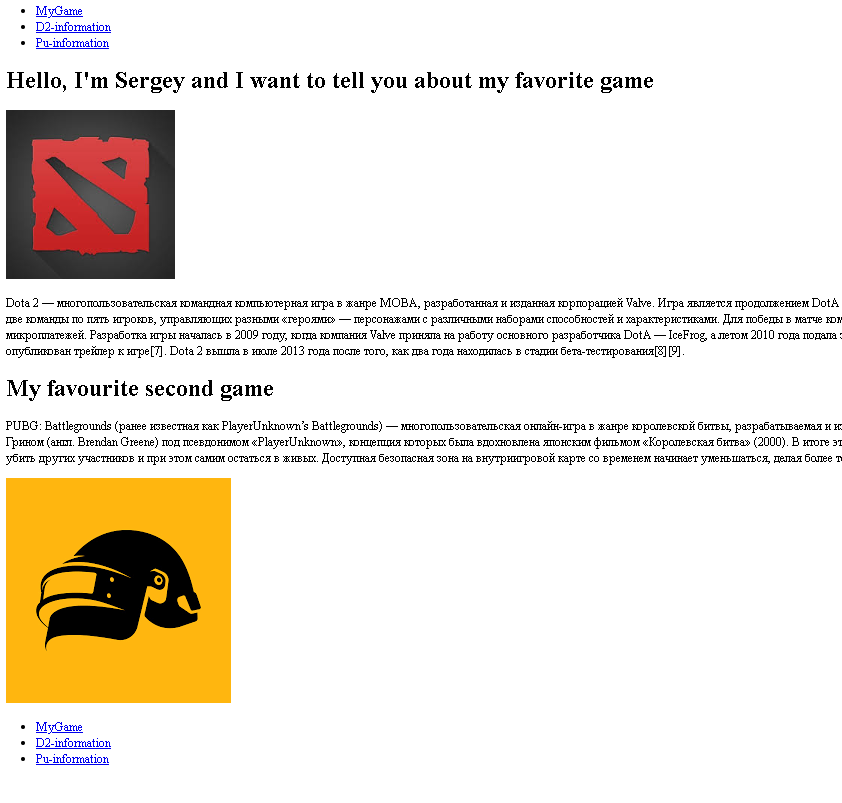 MyGame
D2-information
Pu-information
Hello, I'm Sergey and I want to tell you about my favorite game
Dota 2 — многопользовательская командная компьютерная игра в жанре MOBA, разработанная и изданная корпорацией Valve. Игра является продолжением DotA
две команды по пять игроков, управляющих разными «героями» — персонажами с различными наборами способностей и характеристиками. Для победы в матче
микроплатежей. Разработка игры началась в 2009 году, когда компания Valve приняла на работу основного разработчика DotA — IceFrog, а летом 2010 года подала
опубликован трейлер к игре[7]. Dota 2 вышла в июле 2013 года после того, как два года находилась в стадии бета-тестирования[8][9].
My favourite second game
PUBG: Battlegrounds (ранее известная как PlayerUnknown’s Battlegrounds) — многопользовательская онлайн-игра в жанре королевской битвы, разрабатываемая и
Грином (англ. Brendan Greene) под псевдонимом «PlayerUnknown», концепция которых была вдохновлена японским фильмом «Королевская битва» (2000). В итоге
убить других участников и при этом самим остаться в живых. Доступная безопасная зона на внутриигровой карте со временем начинает уменьшаться, делая более
MyGame
D2-information
Pu-information